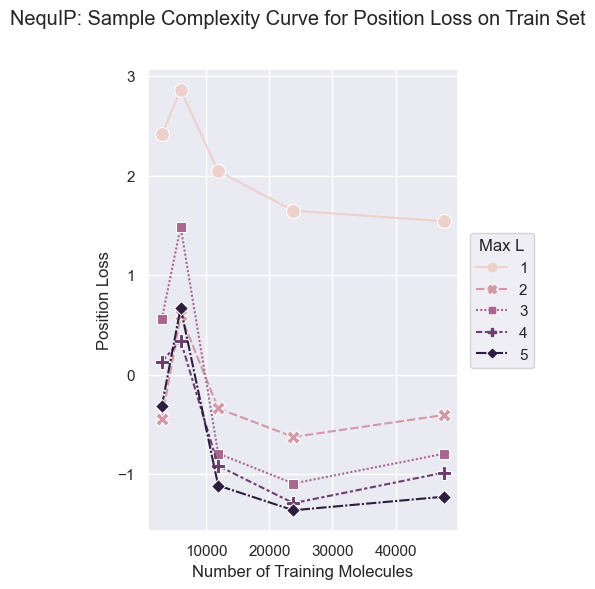 NequIP: Sample Complexity Curve for Position Loss on Train Set
3
2
1
0
−1
Position Loss
10000 20000 30000 40000
Number of Training Molecules
Max L
1
2
3
4
5